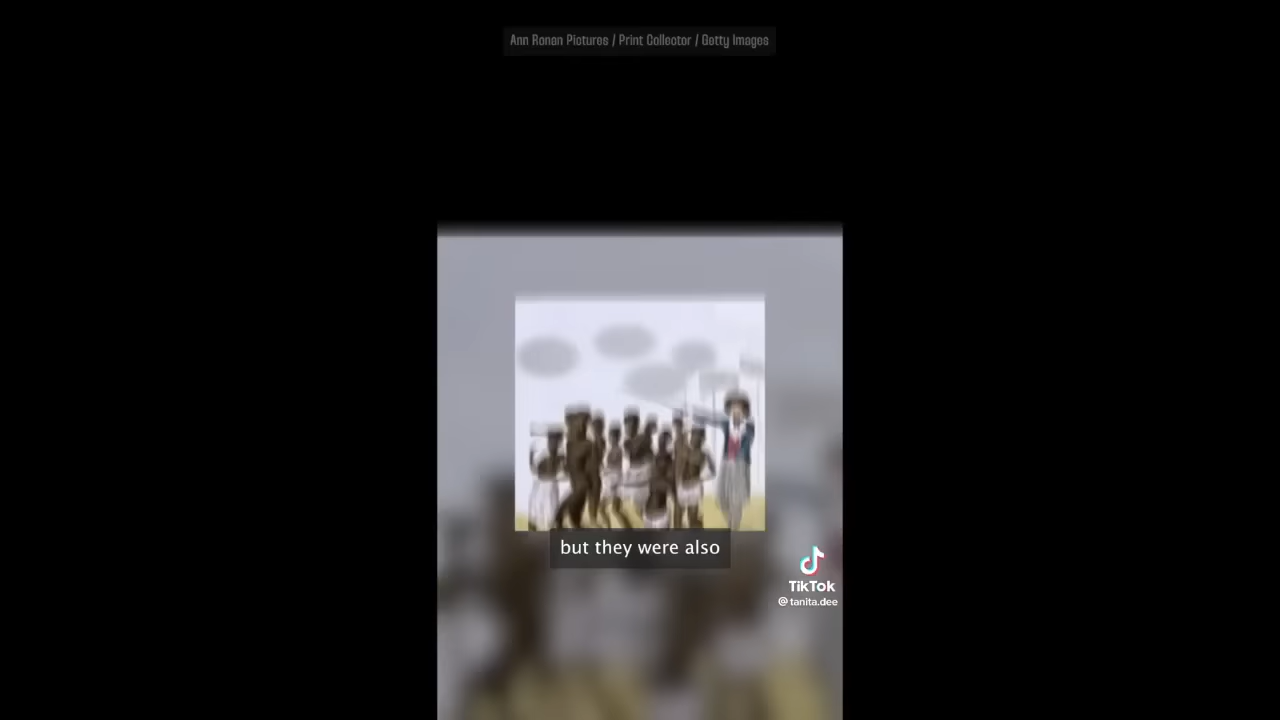 Ann Ronan Pictures / Print Collector / Getty Images
but they were also
TikTok
@tanita.dee